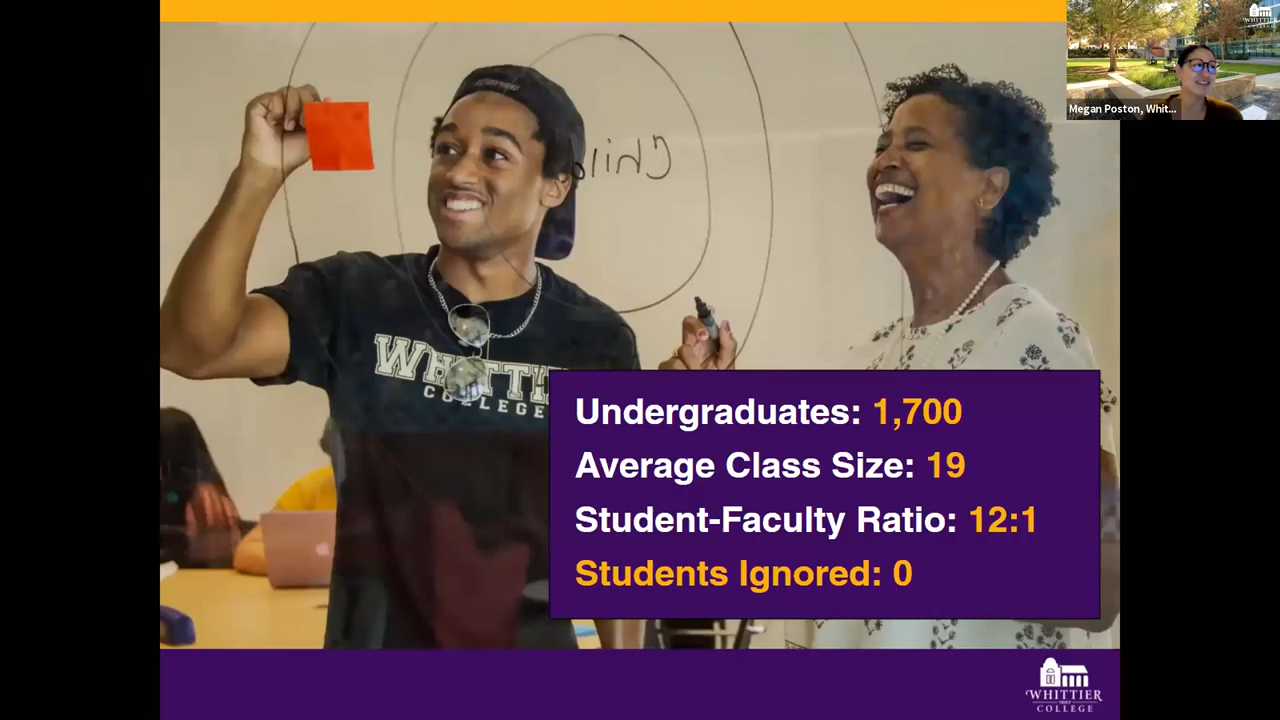 WHITTIER
COLLEGE
Megan Poston, Whit...
COLLEGE
Undergraduates: 1,700
Average Class Size: 19
Student-Faculty Ratio: 12:1
Students Ignored: 0
WHITTIER
COLLEGE